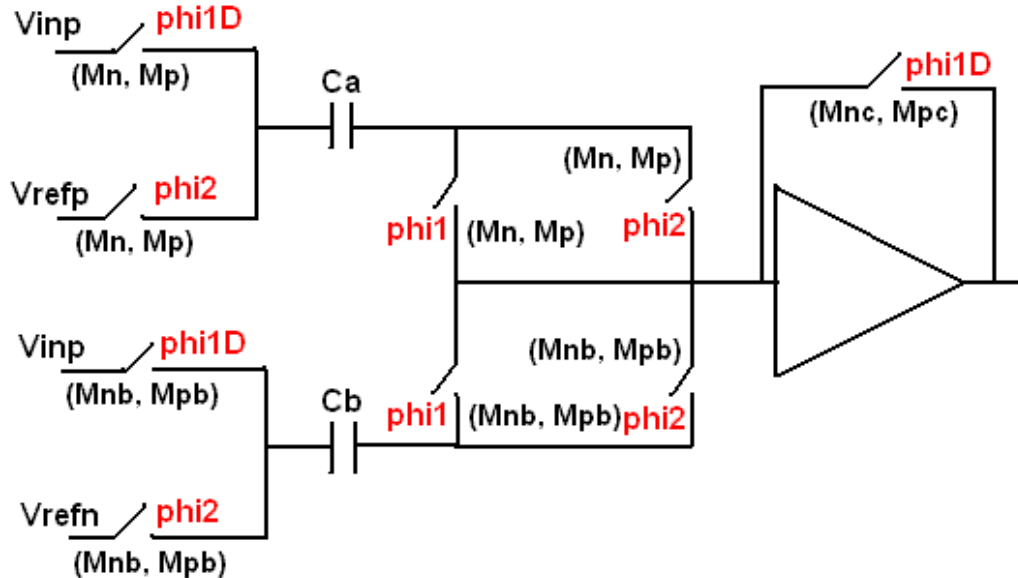 Vinp
phi1D
(Mn, Mp)
Ca
phi1D
(Mnc, Mpc)
Vrefp
phi2
(Mn, Mp)
(Mn, Mp)
phi1
(Mn, Mp)
phi2
Vinp
phi1D
(Mnb, Mpb)
Cb
(Mnb, Mpb)
phi1
(Mnb, Mpb)
phi2
Vrefn
phi2
(Mnb, Mpb)